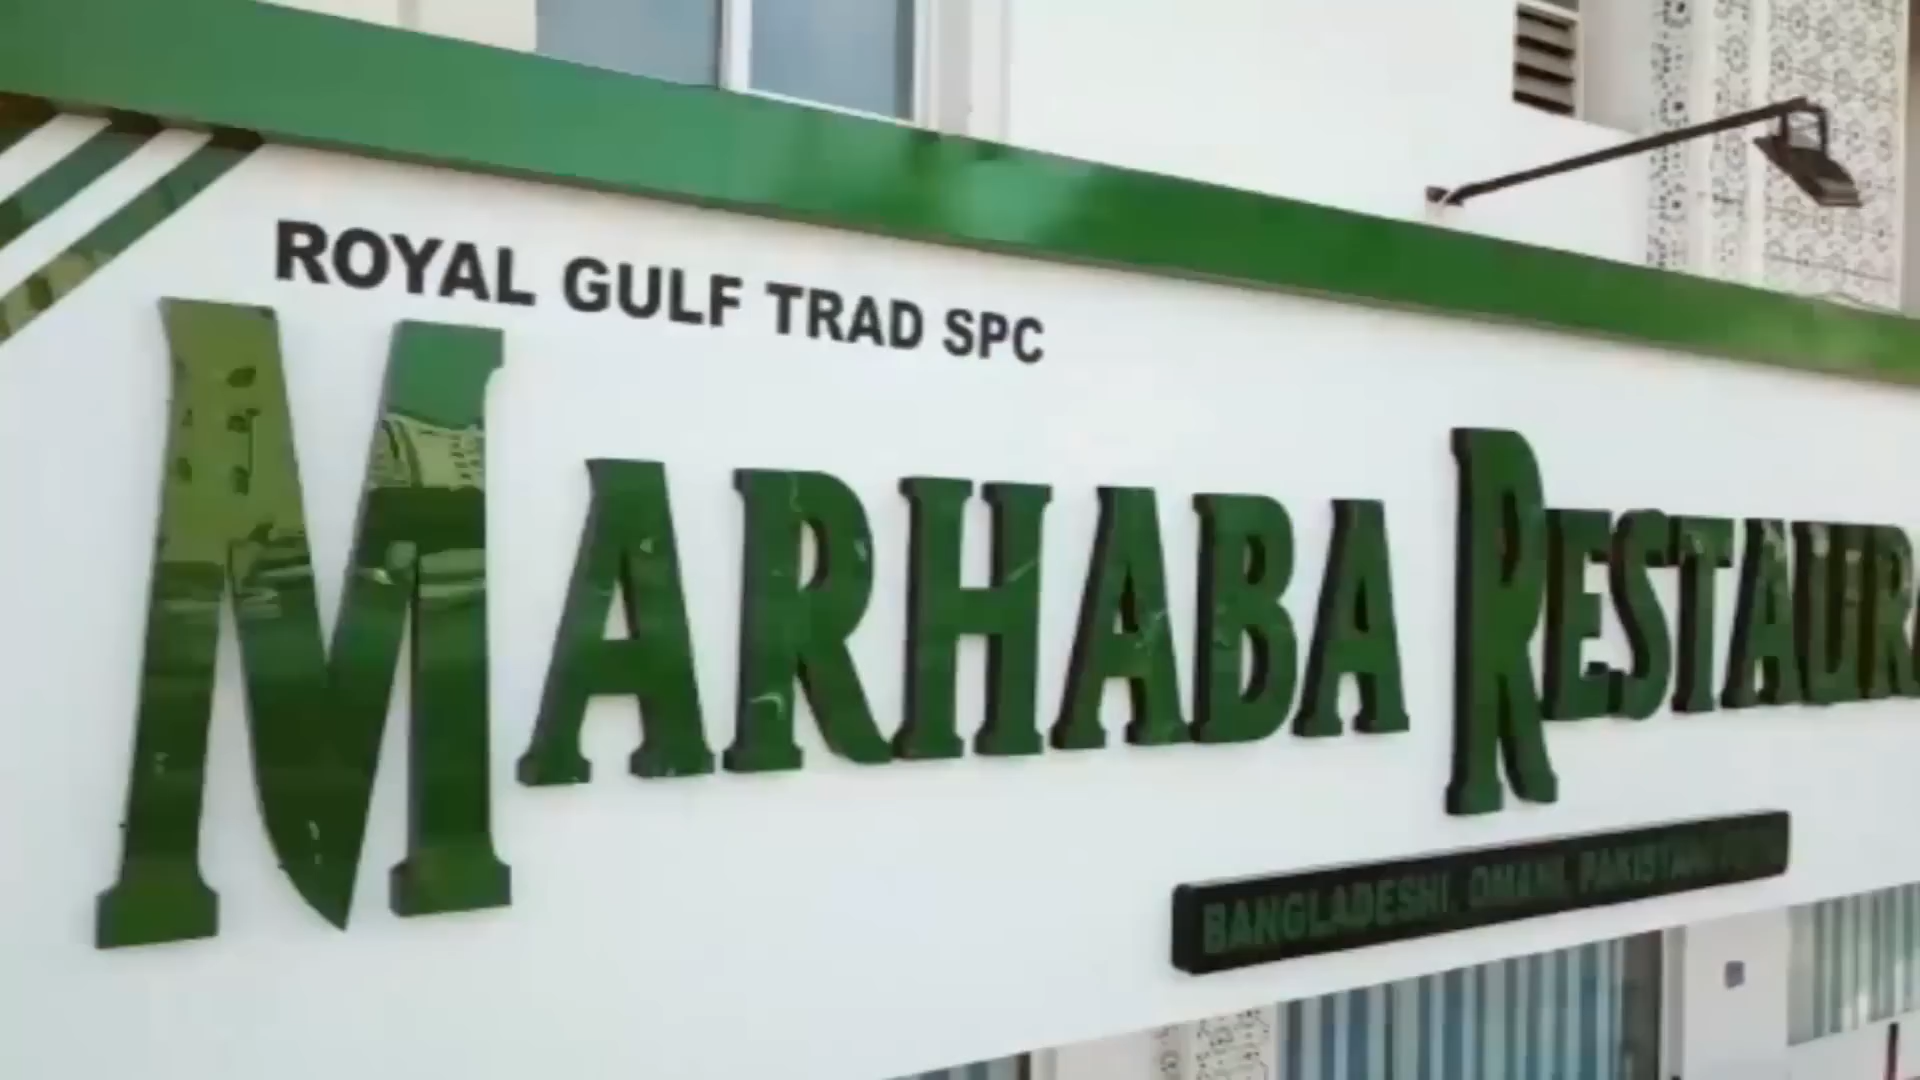 ROYAL GULF TRAD SPC
MARHABA RESTAURA
BANGLADESHI, OMANI, PAKISTANI